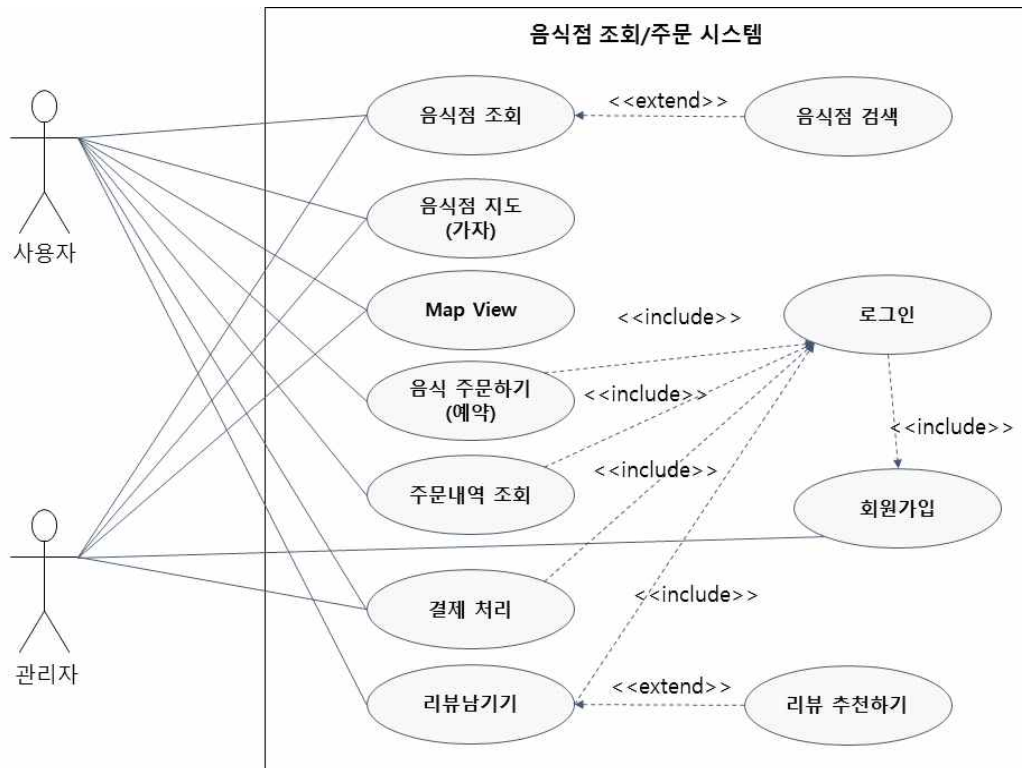 음식점 조회/주문 시스템
음식점 조회
<<extend>>
음식점 검색
사용자
음식점 지도
(가자)
Map View
<<include>>
로그인
음식 주문하기
(예약)
<<include>>
<<include>>
주문내역 조회
<<include>>
회원가입
관리자
결제 처리
<<include>>
리뷰남기기
<<extend>>
리뷰 추천하기